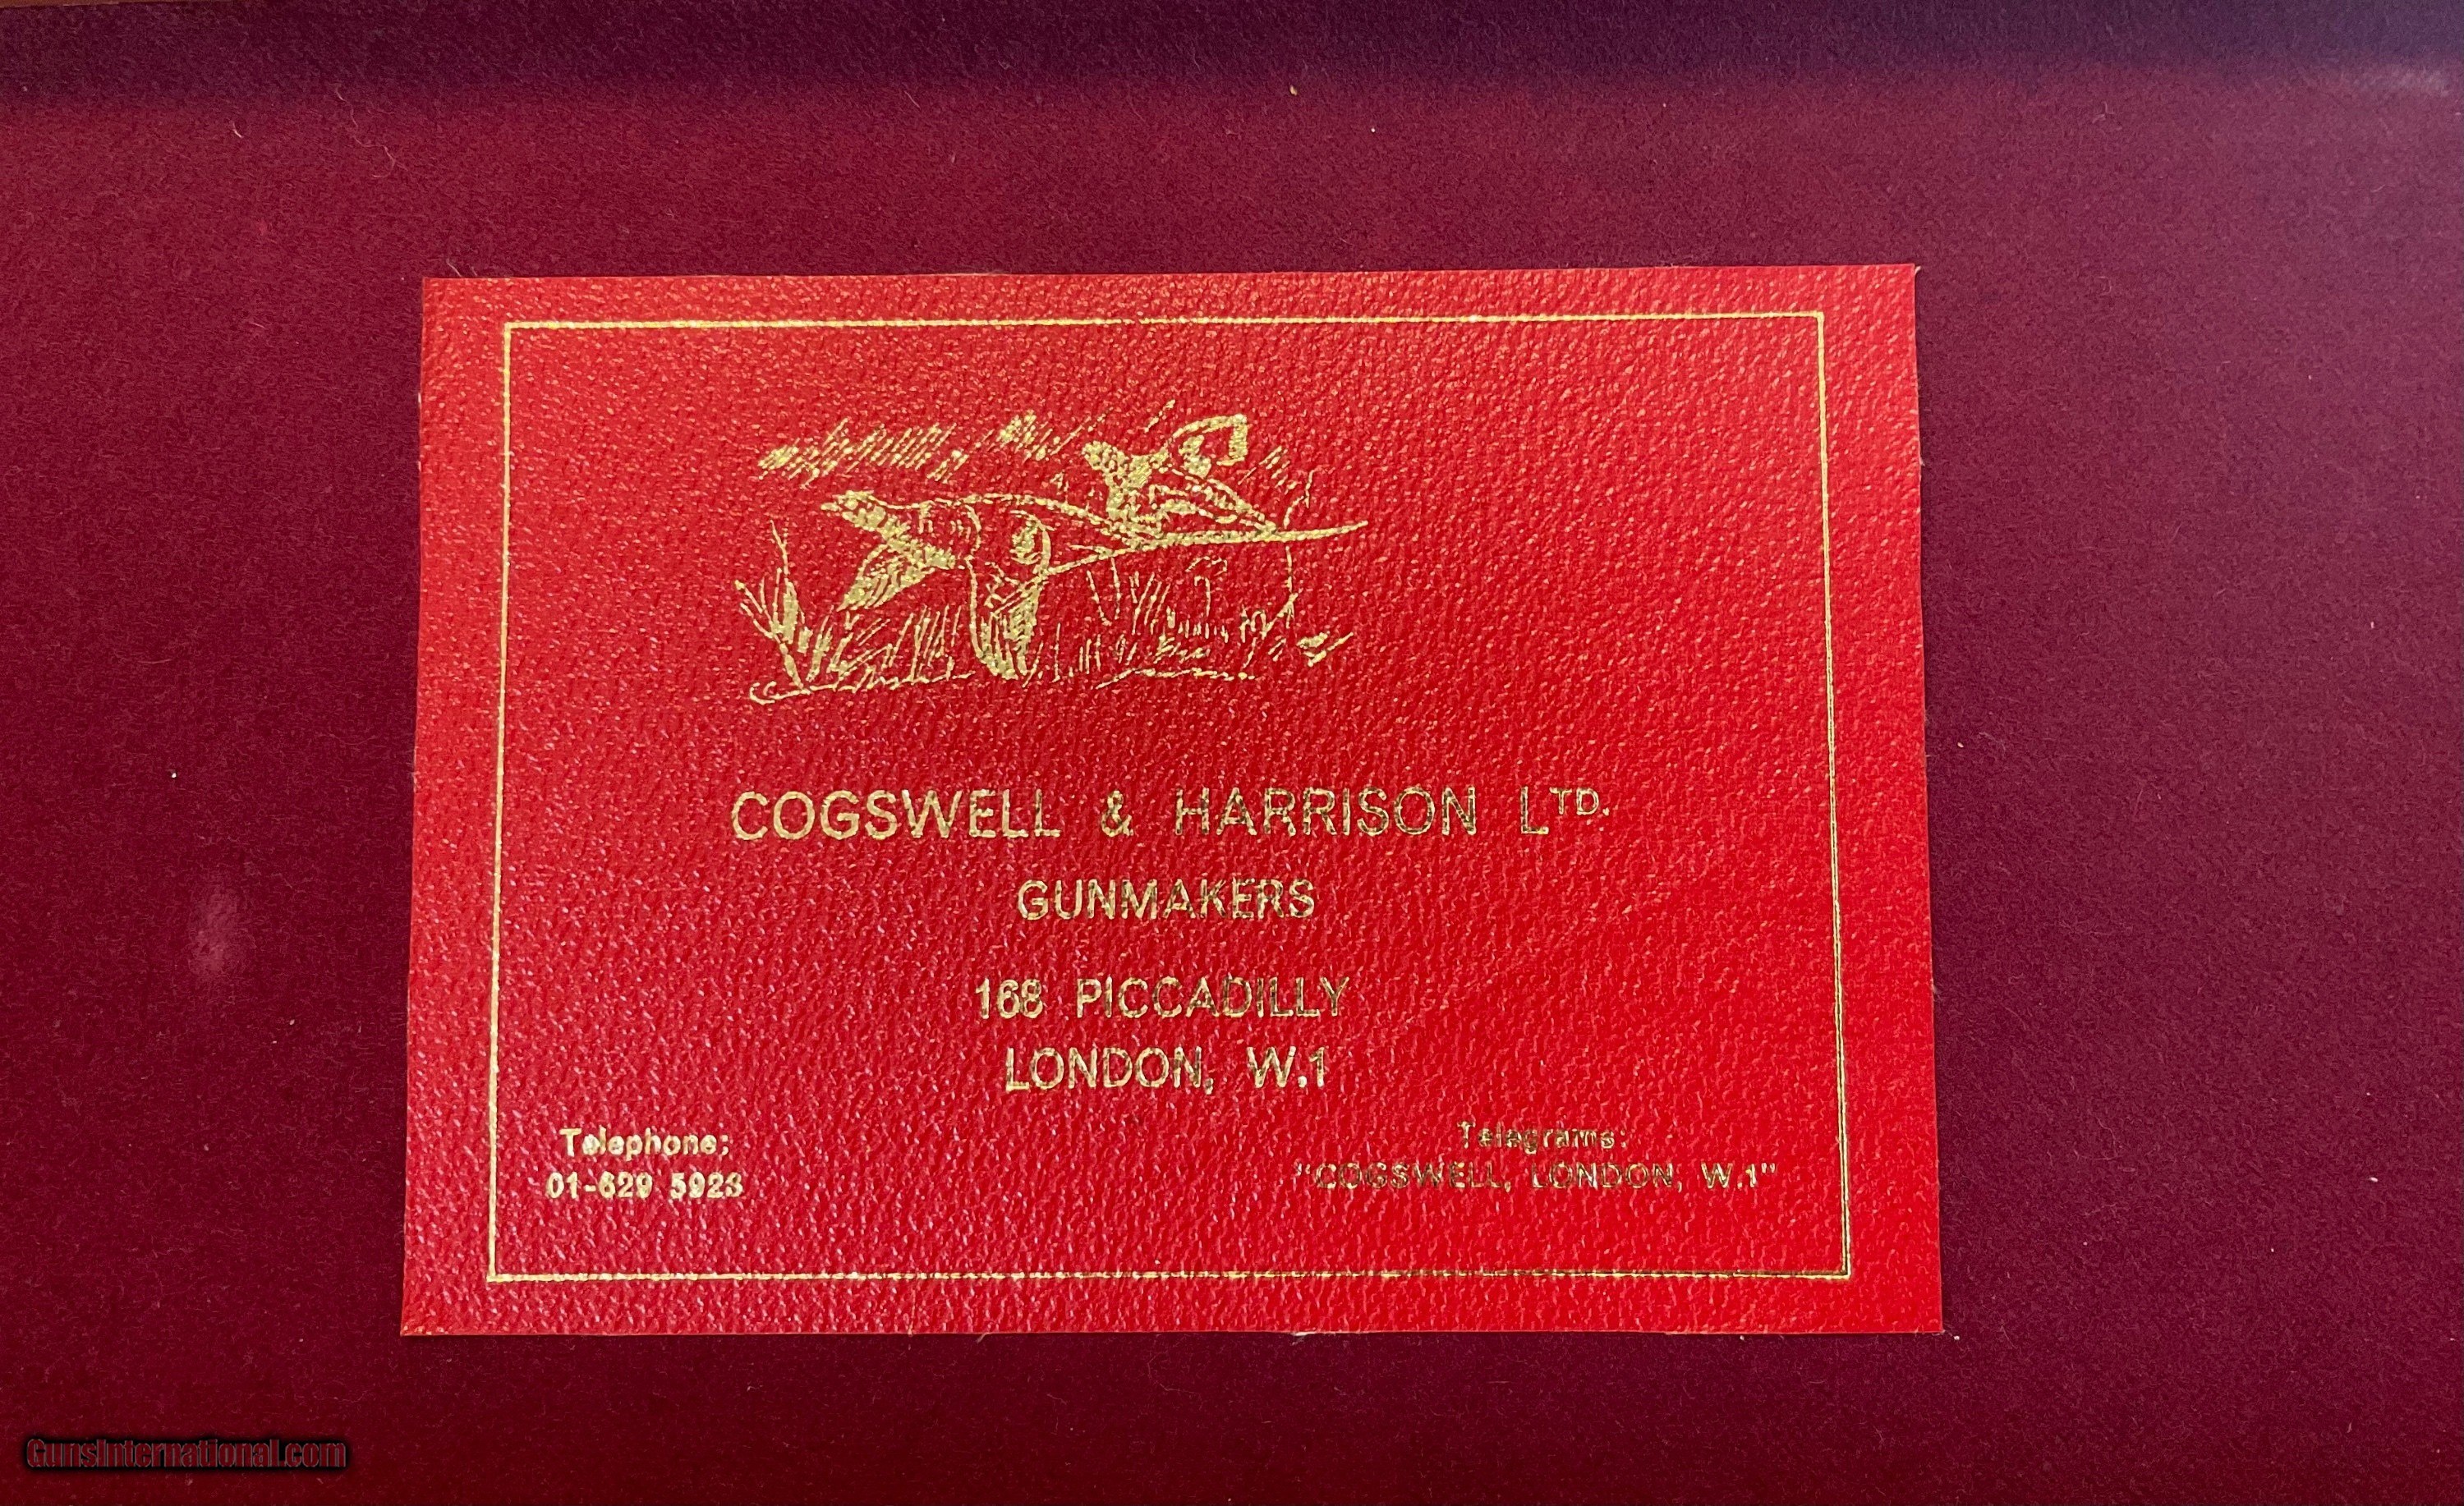 COGSWELL & HARRISON LTD.
GUNMAKERS
168 PICCADILLY
LONDON, W.1
Telephone;
01-629 5923
Telegrams:
"COGSWELL, LONDON, W.1"
GunsInternational.com